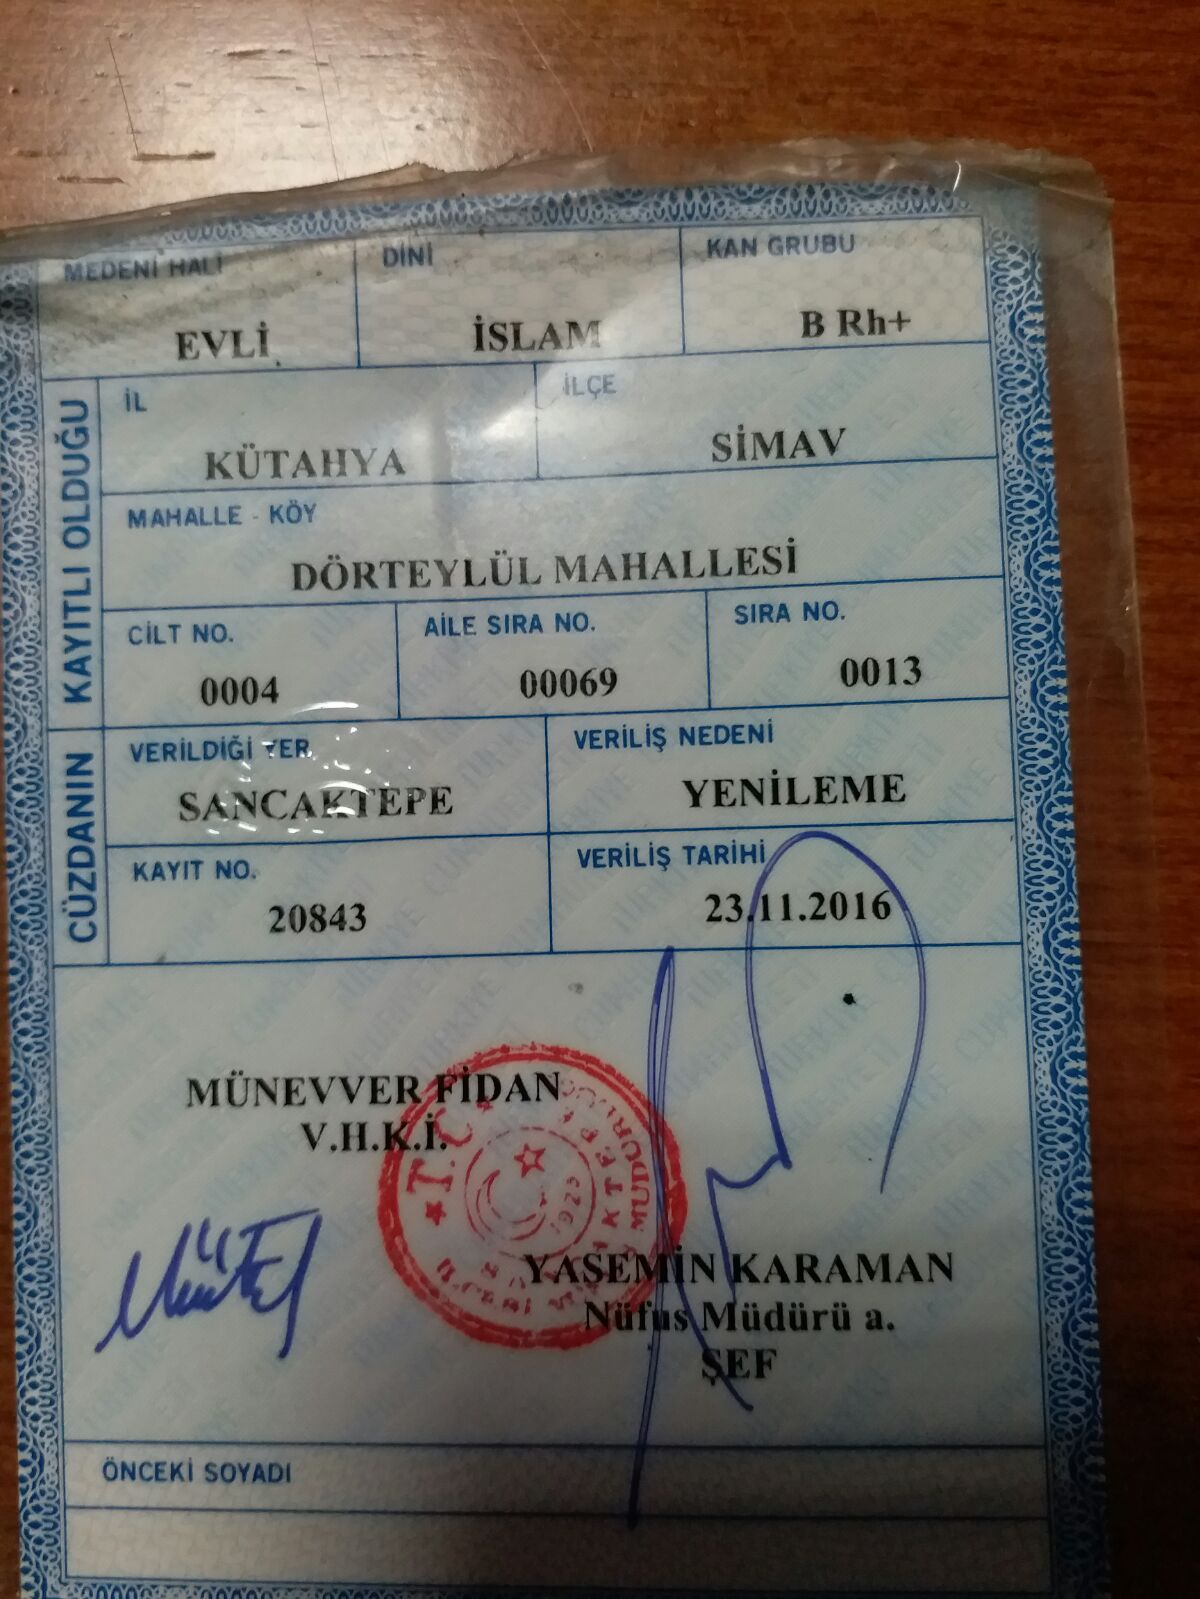 MEDENİ HALİ
DİNİ
KAN GRUBU
EVLİ
İSLAM
B Rh+
KAYITLI OLDUĞU
İL
İLÇE
KÜTAHYA
SİMAV
MAHALLE - KÖY
DÖRTEYLÜL MAHALLESİ
CİLT NO.
AİLE SIRA NO.
SIRA NO.
0004
00069
0013
CÜZDANIN
VERİLDİĞİ YER
VERİLİŞ NEDENİ
SANCAKTEPE
YENİLEME
KAYIT NO.
VERİLİŞ TARİHİ
20843
23.11.2016
MÜNEVVER FİDAN
V.H.K.İ.
T.C.
1923
YASEMİN KARAMAN
Nüfus Müdürü a.
ŞEF
ÖNCEKİ SOYADI